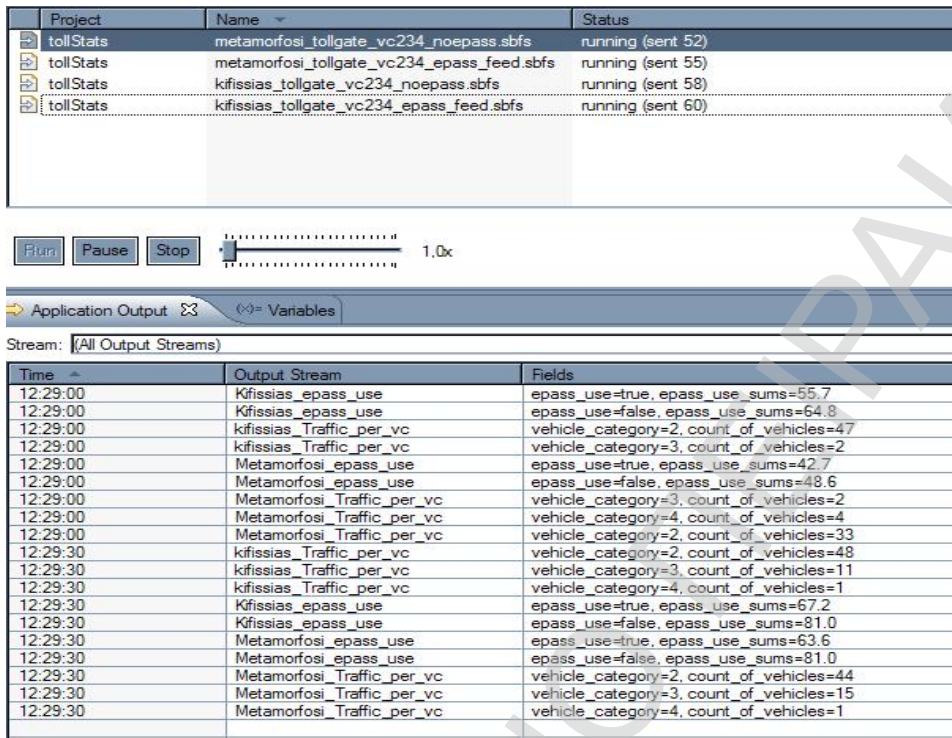 Project Name Status
tollStats metamorfosi_tollgate_vc234_noepass.sbfs running (sent 52)
tollStats metamorfosi_tollgate_vc234_epass_feed.sbfs running (sent 55)
tollStats kifissias_tollgate_vc234_noepass.sbfs running (sent 58)
tollStats kifissias_tollgate_vc234_epass_feed.sbfs running (sent 60)
Run Pause Stop 1.0x
Application Output (x)= Variables
Stream: (All Output Streams)
Time Output Stream Fields
12:29:00 Kifissias_epass_use epass_use=true, epass_use_sums=55.7
12:29:00 Kifissias_epass_use epass_use=false, epass_use_sums=64.8
12:29:00 kifissias_Traffic_per_vc vehicle_category=2, count_of_vehicles=47
12:29:00 kifissias_Traffic_per_vc vehicle_category=3, count_of_vehicles=2
12:29:00 Metamorfosi_epass_use epass_use=true, epass_use_sums=42.7
12:29:00 Metamorfosi_epass_use epass_use=false, epass_use_sums=48.6
12:29:00 Metamorfosi_Traffic_per_vc vehicle_category=3, count_of_vehicles=2
12:29:00 Metamorfosi_Traffic_per_vc vehicle_category=4, count_of_vehicles=4
12:29:00 Metamorfosi_Traffic_per_vc vehicle_category=2, count_of_vehicles=33
12:29:30 kifissias_Traffic_per_vc vehicle_category=2, count_of_vehicles=48
12:29:30 kifissias_Traffic_per_vc vehicle_category=3, count_of_vehicles=11
12:29:30 kifissias_Traffic_per_vc vehicle_category=4, count_of_vehicles=1
12:29:30 Kifissias_epass_use epass_use=true, epass_use_sums=67.2
12:29:30 Kifissias_epass_use epass_use=false, epass_use_sums=81.0
12:29:30 Metamorfosi_epass_use epass_use=true, epass_use_sums=63.6
12:29:30 Metamorfosi_epass_use epass_use=false, epass_use_sums=81.0
12:29:30 Metamorfosi_Traffic_per_vc vehicle_category=2, count_of_vehicles=44
12:29:30 Metamorfosi_Traffic_per_vc vehicle_category=3, count_of_vehicles=15
12:29:30 Metamorfosi_Traffic_per_vc vehicle_category=4, count_of_vehicles=1